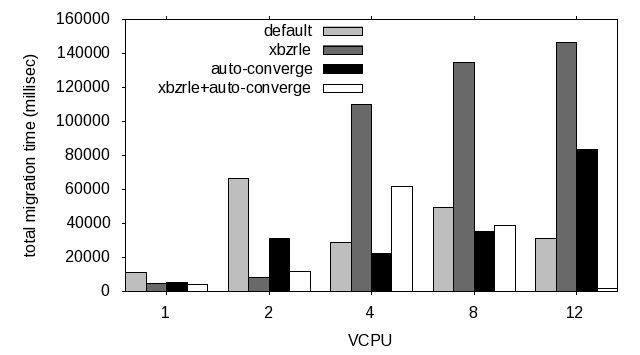 160000
140000
120000
100000
80000
60000
40000
20000
0
total migration time (millisec)
default
xbzrle
auto-converge
xbzrle+auto-converge
1 2 4 8 12
VCPU